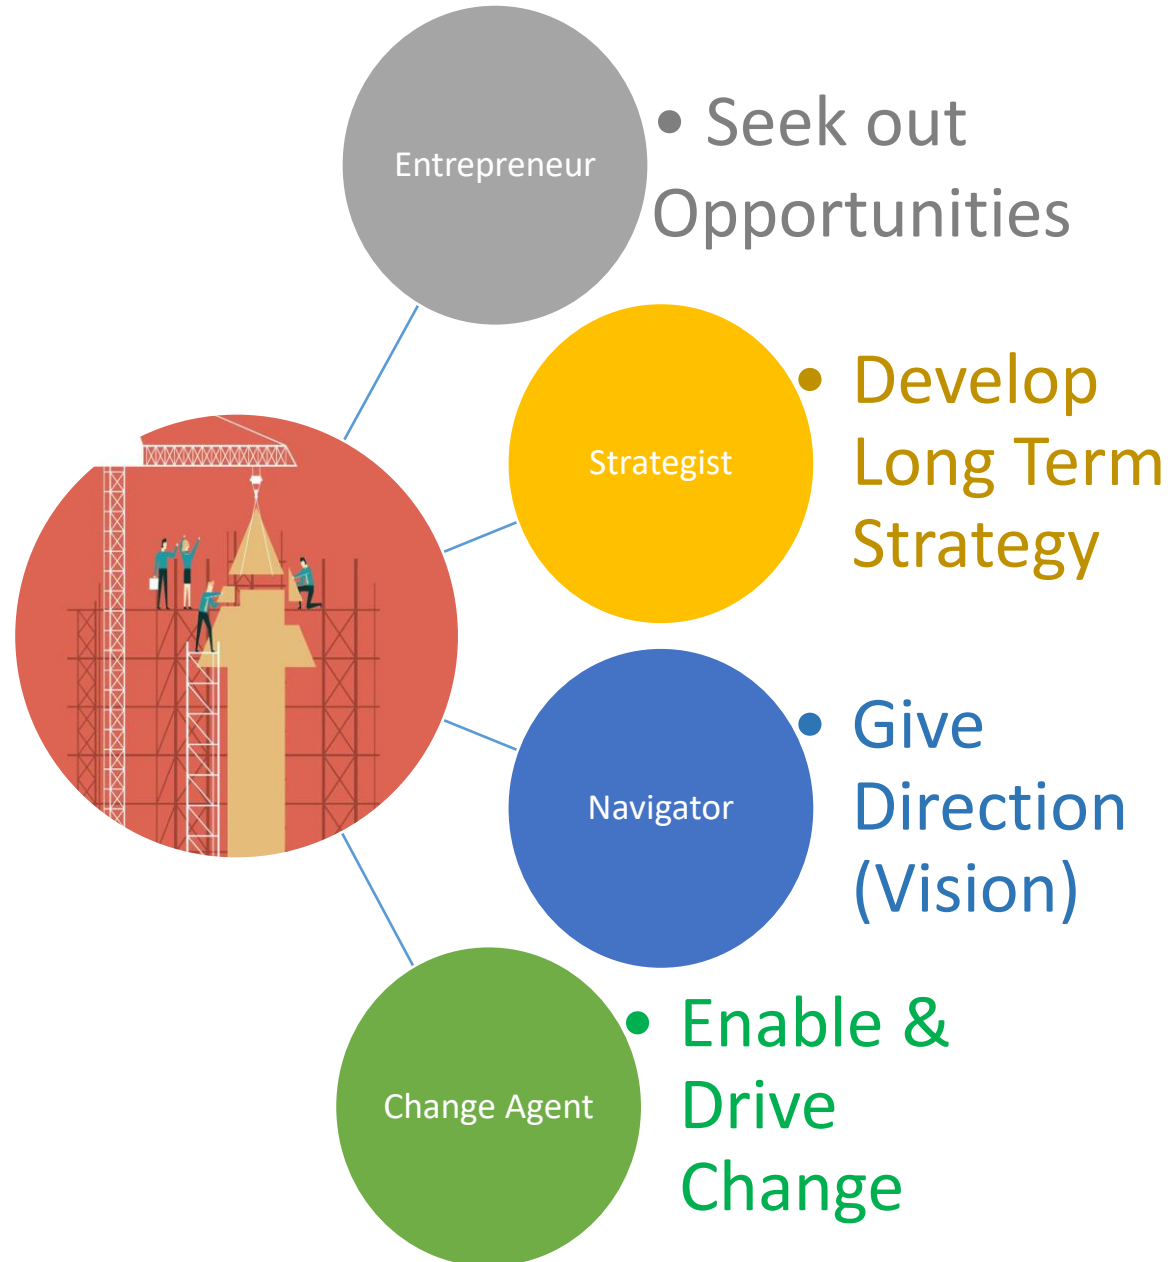 Entrepreneur
• Seek out
Opportunities
Strategist
• Develop
Long Term
Strategy
Navigator
• Give
Direction
(Vision)
Change Agent
• Enable &
Drive
Change